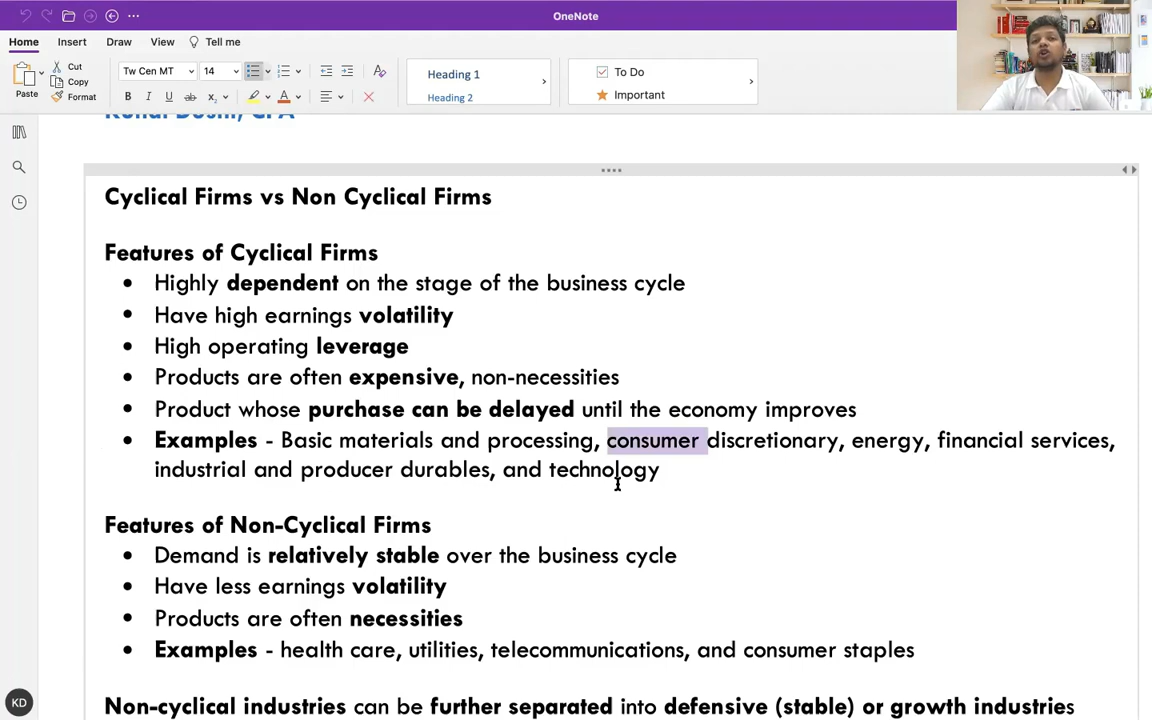 OneNote
Home Insert Draw View Tell me
Paste
Cut
Copy
Format
Tw Cen MT 14
B I U ab x₂ A
Heading 1
Heading 2
To Do
Important
Cyclical Firms vs Non Cyclical Firms
Features of Cyclical Firms
• Highly dependent on the stage of the business cycle
• Have high earnings volatility
• High operating leverage
• Products are often expensive, non-necessities
• Product whose purchase can be delayed until the economy improves
• Examples - Basic materials and processing, consumer discretionary, energy, financial services,
industrial and producer durables, and technology
Features of Non-Cyclical Firms
• Demand is relatively stable over the business cycle
• Have less earnings volatility
• Products are often necessities
• Examples - health care, utilities, telecommunications, and consumer staples
Non-cyclical industries can be further separated into defensive (stable) or growth industries
KD